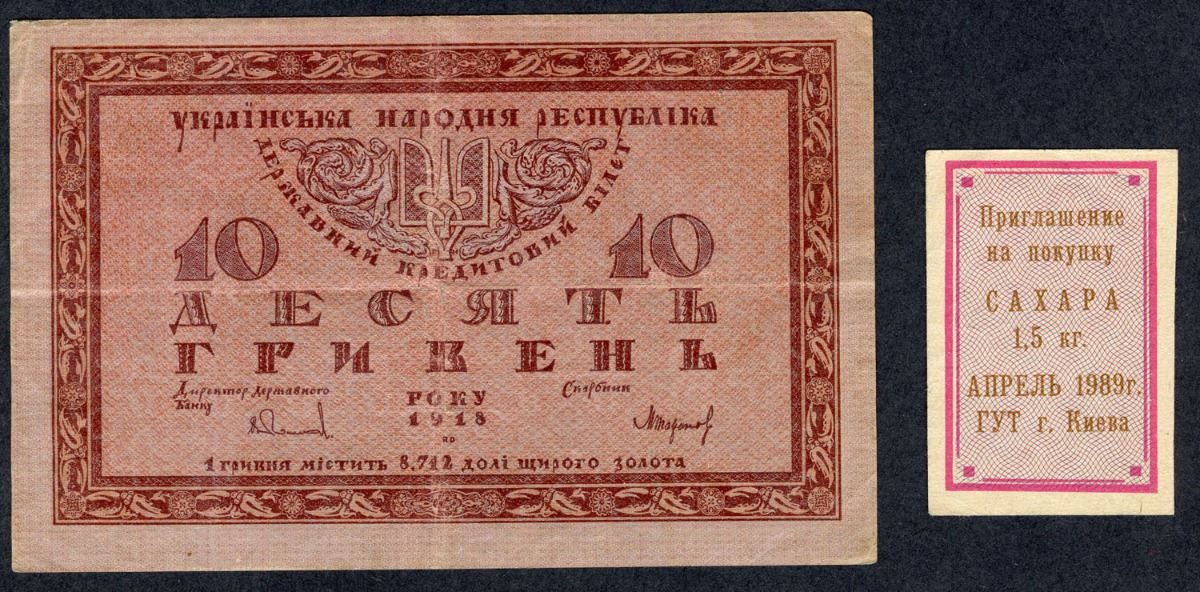 УКРАЇНСЬКА НАРОДНЯ РЕСПУБЛІКА
ДЕРЖАВНИЙ КРЕДИТОВИЙ БІЛЕТ
10 10
ДЕСЯТЬ
ГРИВЕНЬ
Директор Державного
Банку
Скарбник
РОКУ
1918
1 гривня містить 8,712 долі щирого золота
Приглашение
на покупку
САХАРА
1,5 кг.
АПРЕЛЬ 1989г.
ГУТ г. Киева